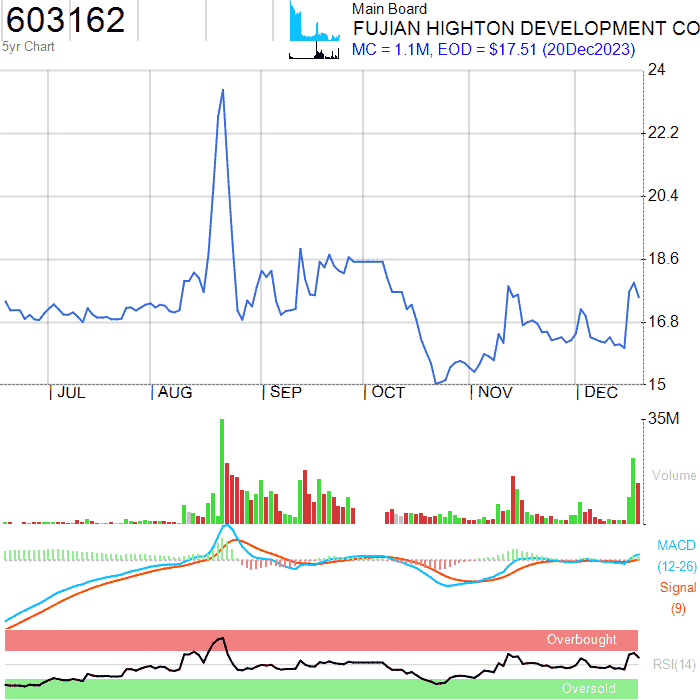 603162
5yr Chart
Main Board
FUJIAN HIGHTON DEVELOPMENT CO
MC = 1.1M, EOD = $17.51 (20Dec2023)
24
22.2
20.4
18.6
16.8
15
JUL AUG SEP OCT NOV DEC
35M
Volume
MACD
(12-26)
Signal
(9)
Overbought
RSI(14)
Oversold